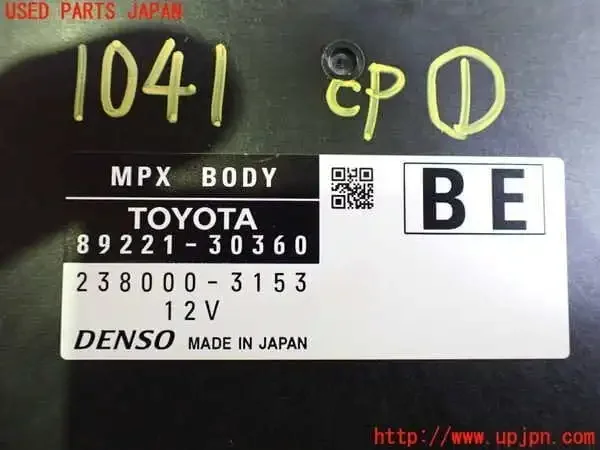 USED PARTS JAPAN
1041 CP ①
MPX BODY
TOYOTA
89221-30360
BE
238000-3153
12V
DENSO MADE IN JAPAN
http://www.upjpn.com/